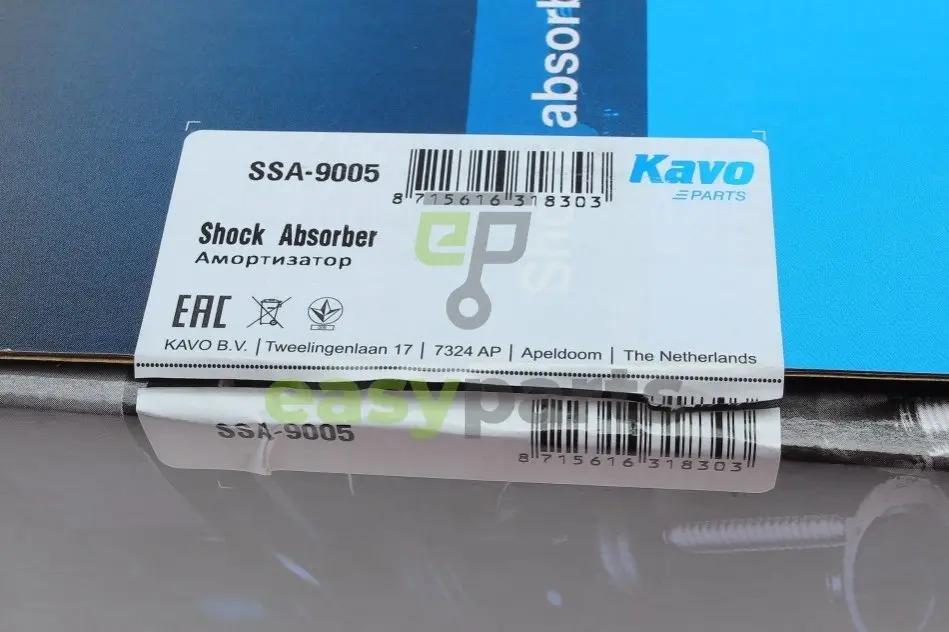 absorb
SSA-9005
8 715616 318303
Kavo
PARTS
Shock Absorber
Амортизатор
ep
EAC
KAVO B.V. | Tweelingenlaan 17 | 7324 AP | Apeldoorn | The Netherlands
easyparts
SSA-9005
8 715616 318303